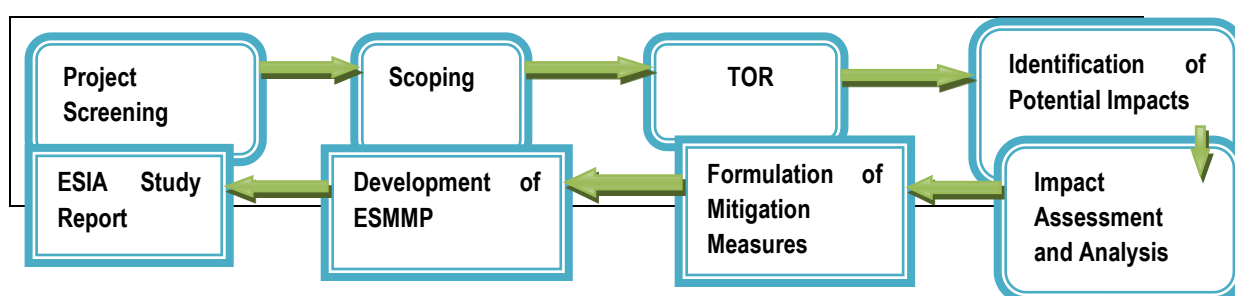 Project
Screening
Scoping
TOR
Identification of
Potential Impacts
Impact
Assessment
and Analysis
Formulation of
Mitigation
Measures
Development of
ESMMP
ESIA Study
Report